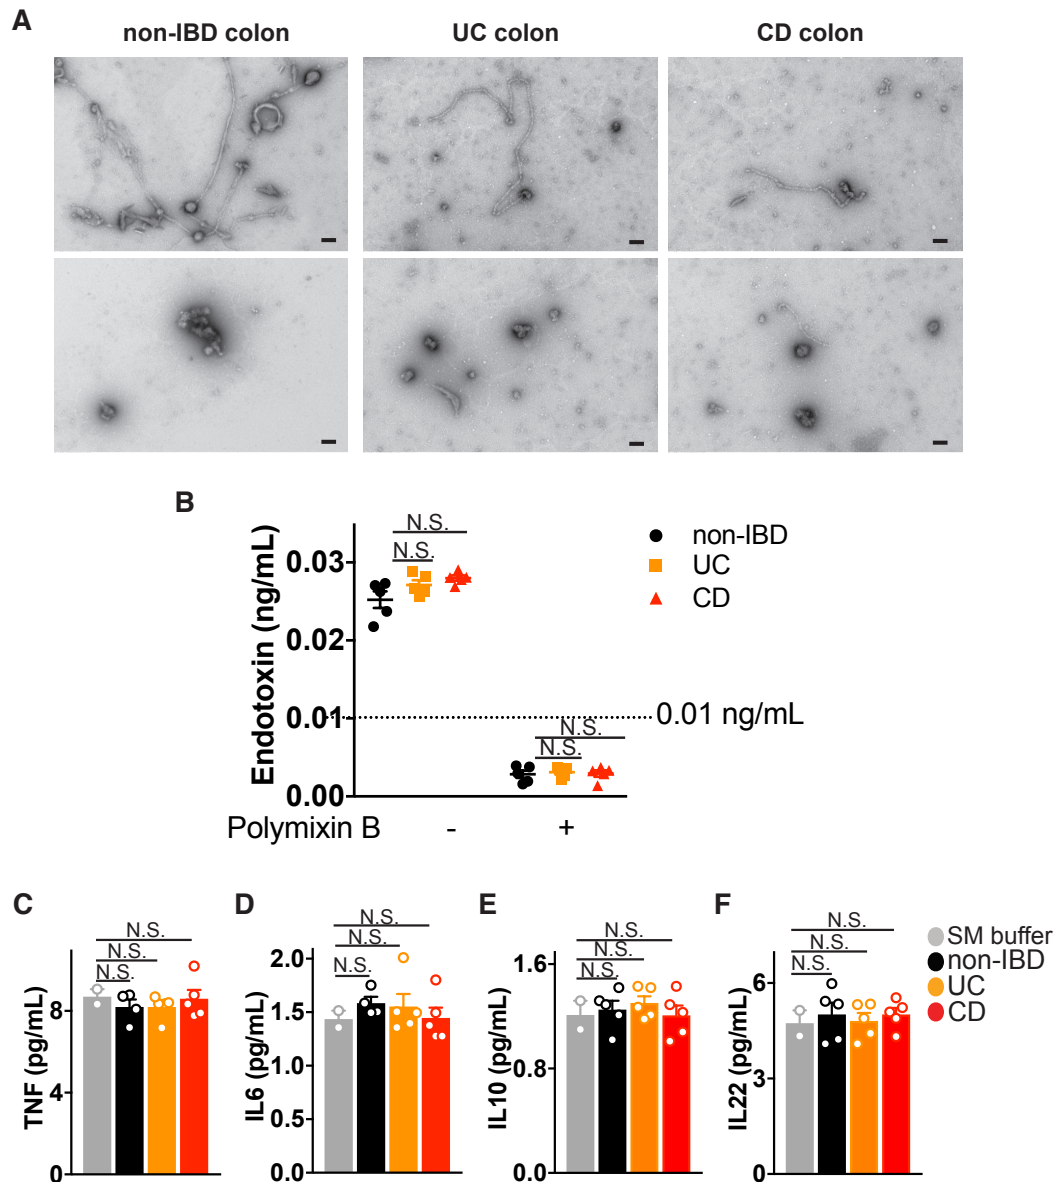 A
non-IBD colon
UC colon
CD colon
B
Endotoxin (ng/mL)
0.03
0.02
0.01
0.00
N.S.
N.S.
non-IBD
UC
CD
0.01 ng/mL
N.S.
N.S.
Polymixin B - +
C
TNF (pg/mL)
8
4
0
N.S.
N.S.
N.S.
D
IL6 (pg/mL)
2.0
1.5
1.0
0.5
0.0
N.S.
N.S.
N.S.
E
IL10 (pg/mL)
1.6
0.8
0.0
N.S.
N.S.
N.S.
F
IL22 (pg/mL)
6
3
0
N.S.
N.S.
N.S.
SM buffer
non-IBD
UC
CD